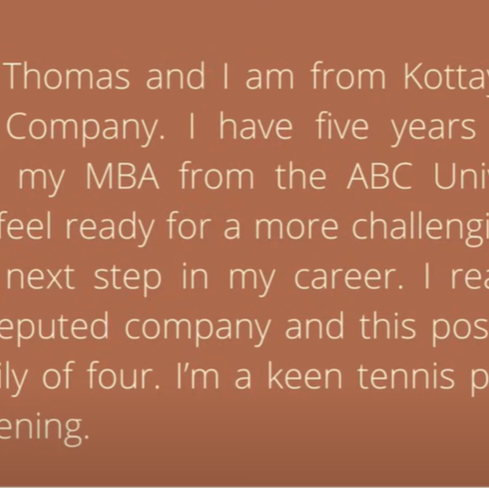 Thomas and I am from Kotta
Company. I have five years
my MBA from the ABC Uni
feel ready for a more challengi
next step in my career. I rea
eputed company and this pos
ily of four. I'm a keen tennis p
ening.